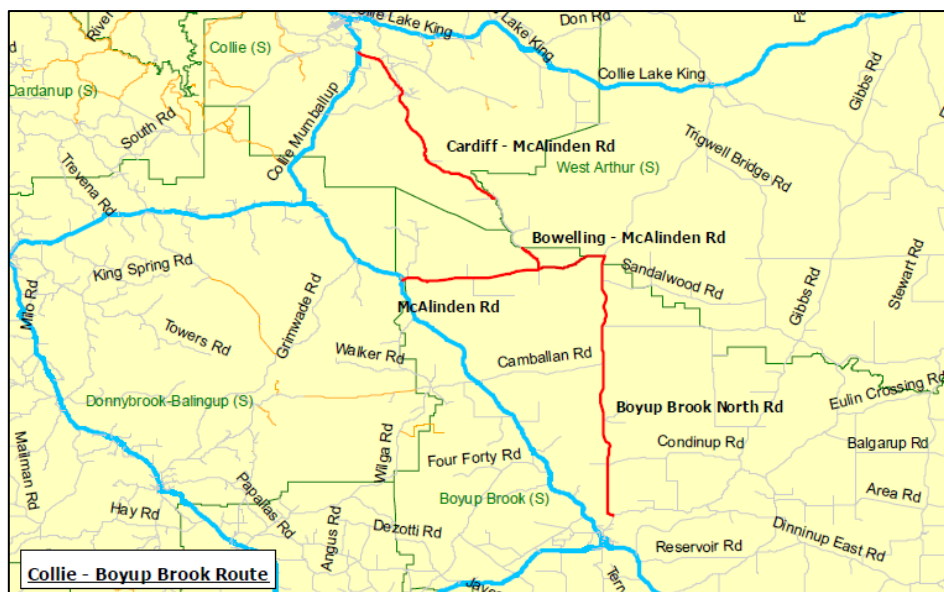 River
Collie Lake King
Lake King
Don Rd
Collie (S)
Collie Lake King
Gibbs Rd
Dardanup (S)
South Rd
Collie Mumballup
Cardiff - McAlinden Rd
West Arthur (S)
Trigwell Bridge Rd
Trevena Rd
Bowelling - McAlinden Rd
King Spring Rd
Sandalwood Rd
Gibbs Rd
Stewart Rd
Milo Rd
Grimwade Rd
McAlinden Rd
Towers Rd
Walker Rd
Camballan Rd
Eulin Crossing Rd
Donnybrook-Balingup (S)
Boyup Brook North Rd
Condinup Rd
Balgarup Rd
Mailman Rd
Wilga Rd
Four Forty Rd
Boyup Brook (S)
Area Rd
Papalias Rd
Hay Rd
Angus Rd
Dezotti Rd
Dinninup East Rd
Reservoir Rd
Collie - Boyup Brook Route